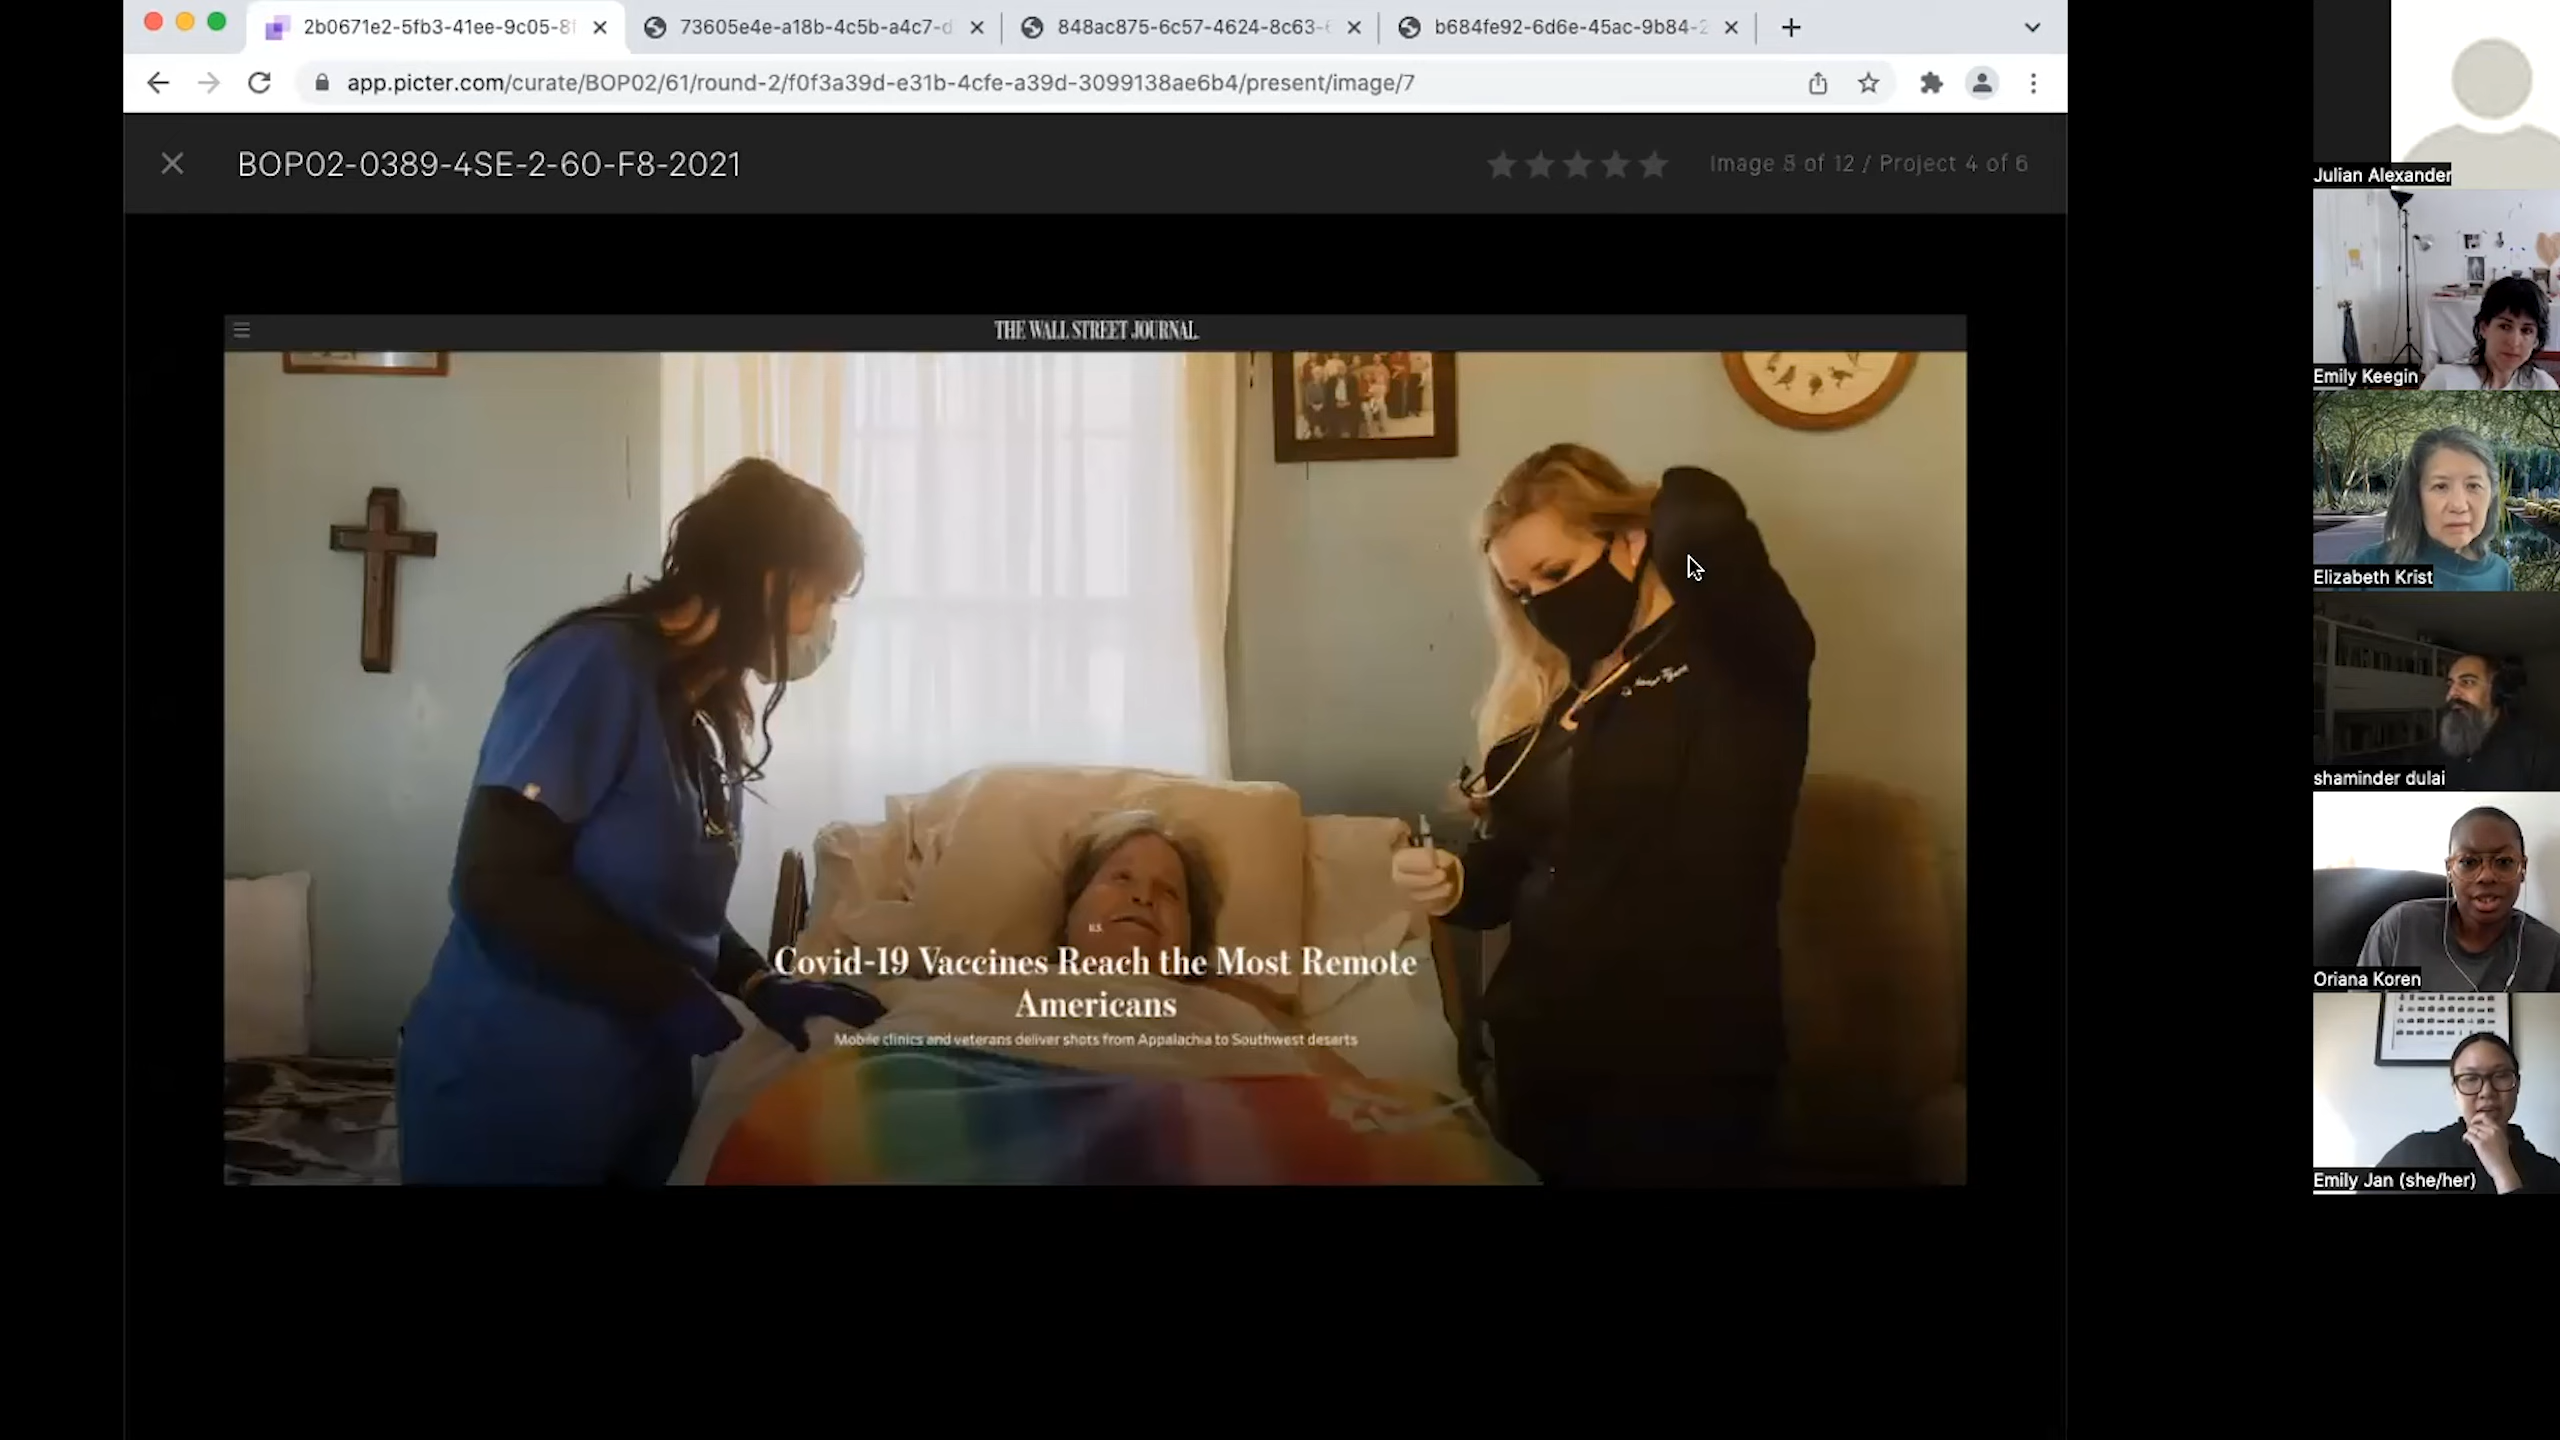 2b0671e2-5fb3-41ee-9c05-8
73605e4e-a18b-4c5b-a4c7-d
848ac875-6c57-4624-8c63-
b684fe92-6d6e-45ac-9b84-2
app.picter.com/curate/BOP02/61/round-2/f0f3a39d-e31b-4cfe-a39d-3099138ae6b4/present/image/7
BOP02-0389-4SE-2-60-F8-2021
Image 8 of 12 / Project 4 of 6
THE WALL STREET JOURNAL.
U.S.
Covid-19 Vaccines Reach the Most Remote
Americans
Mobile clinics and veterans deliver shots from Appalachia to Southwest deserts
Julian Alexander
Emily Keegin
Elizabeth Krist
shaminder dulai
Oriana Koren
Emily Jan (she/her)